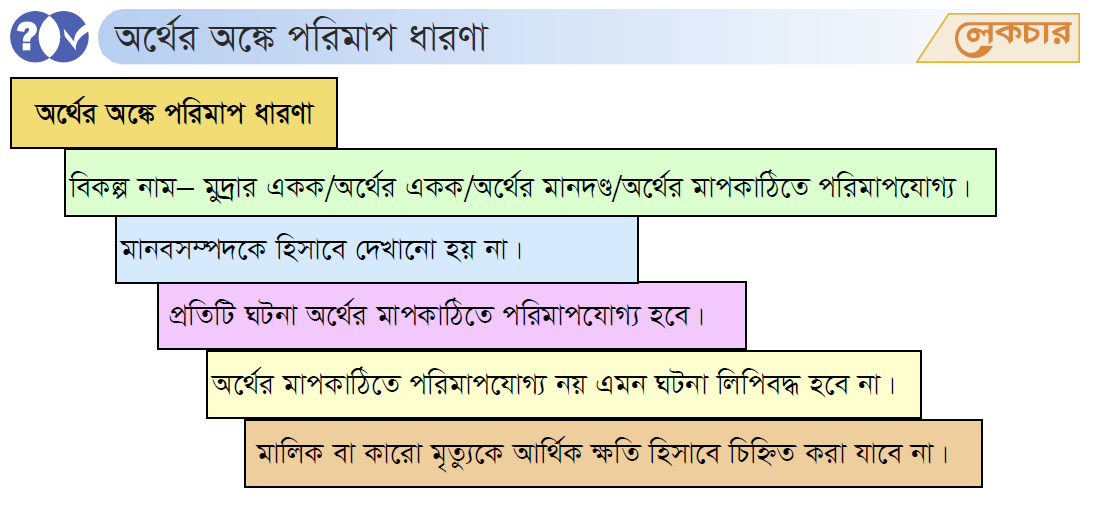 অর্থের অঙ্কে পরিমাপ ধারণা
লেকচার
অর্থের অঙ্কে পরিমাপ ধারণা
বিকল্প নাম– মুদ্রার একক/অর্থের একক/অর্থের মানদণ্ড/অর্থের মাপকাঠিতে পরিমাপযোগ্য।
মানবসম্পদকে হিসাবে দেখানো হয় না।
প্রতিটি ঘটনা অর্থের মাপকাঠিতে পরিমাপযোগ্য হবে।
অর্থের মাপকাঠিতে পরিমাপযোগ্য নয় এমন ঘটনা লিপিবদ্ধ হবে না।
মালিক বা কারো মৃত্যুকে আর্থিক ক্ষতি হিসাবে চিহ্নিত করা যাবে না।